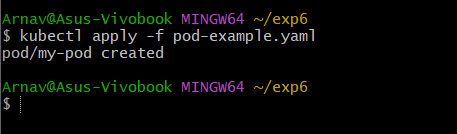 Arnav@Asus-Vivobook MINGW64 ~/exp6
$ kubectl apply -f pod-example.yaml
pod/my-pod created
Arnav@Asus-Vivobook MINGW64 ~/exp6
$